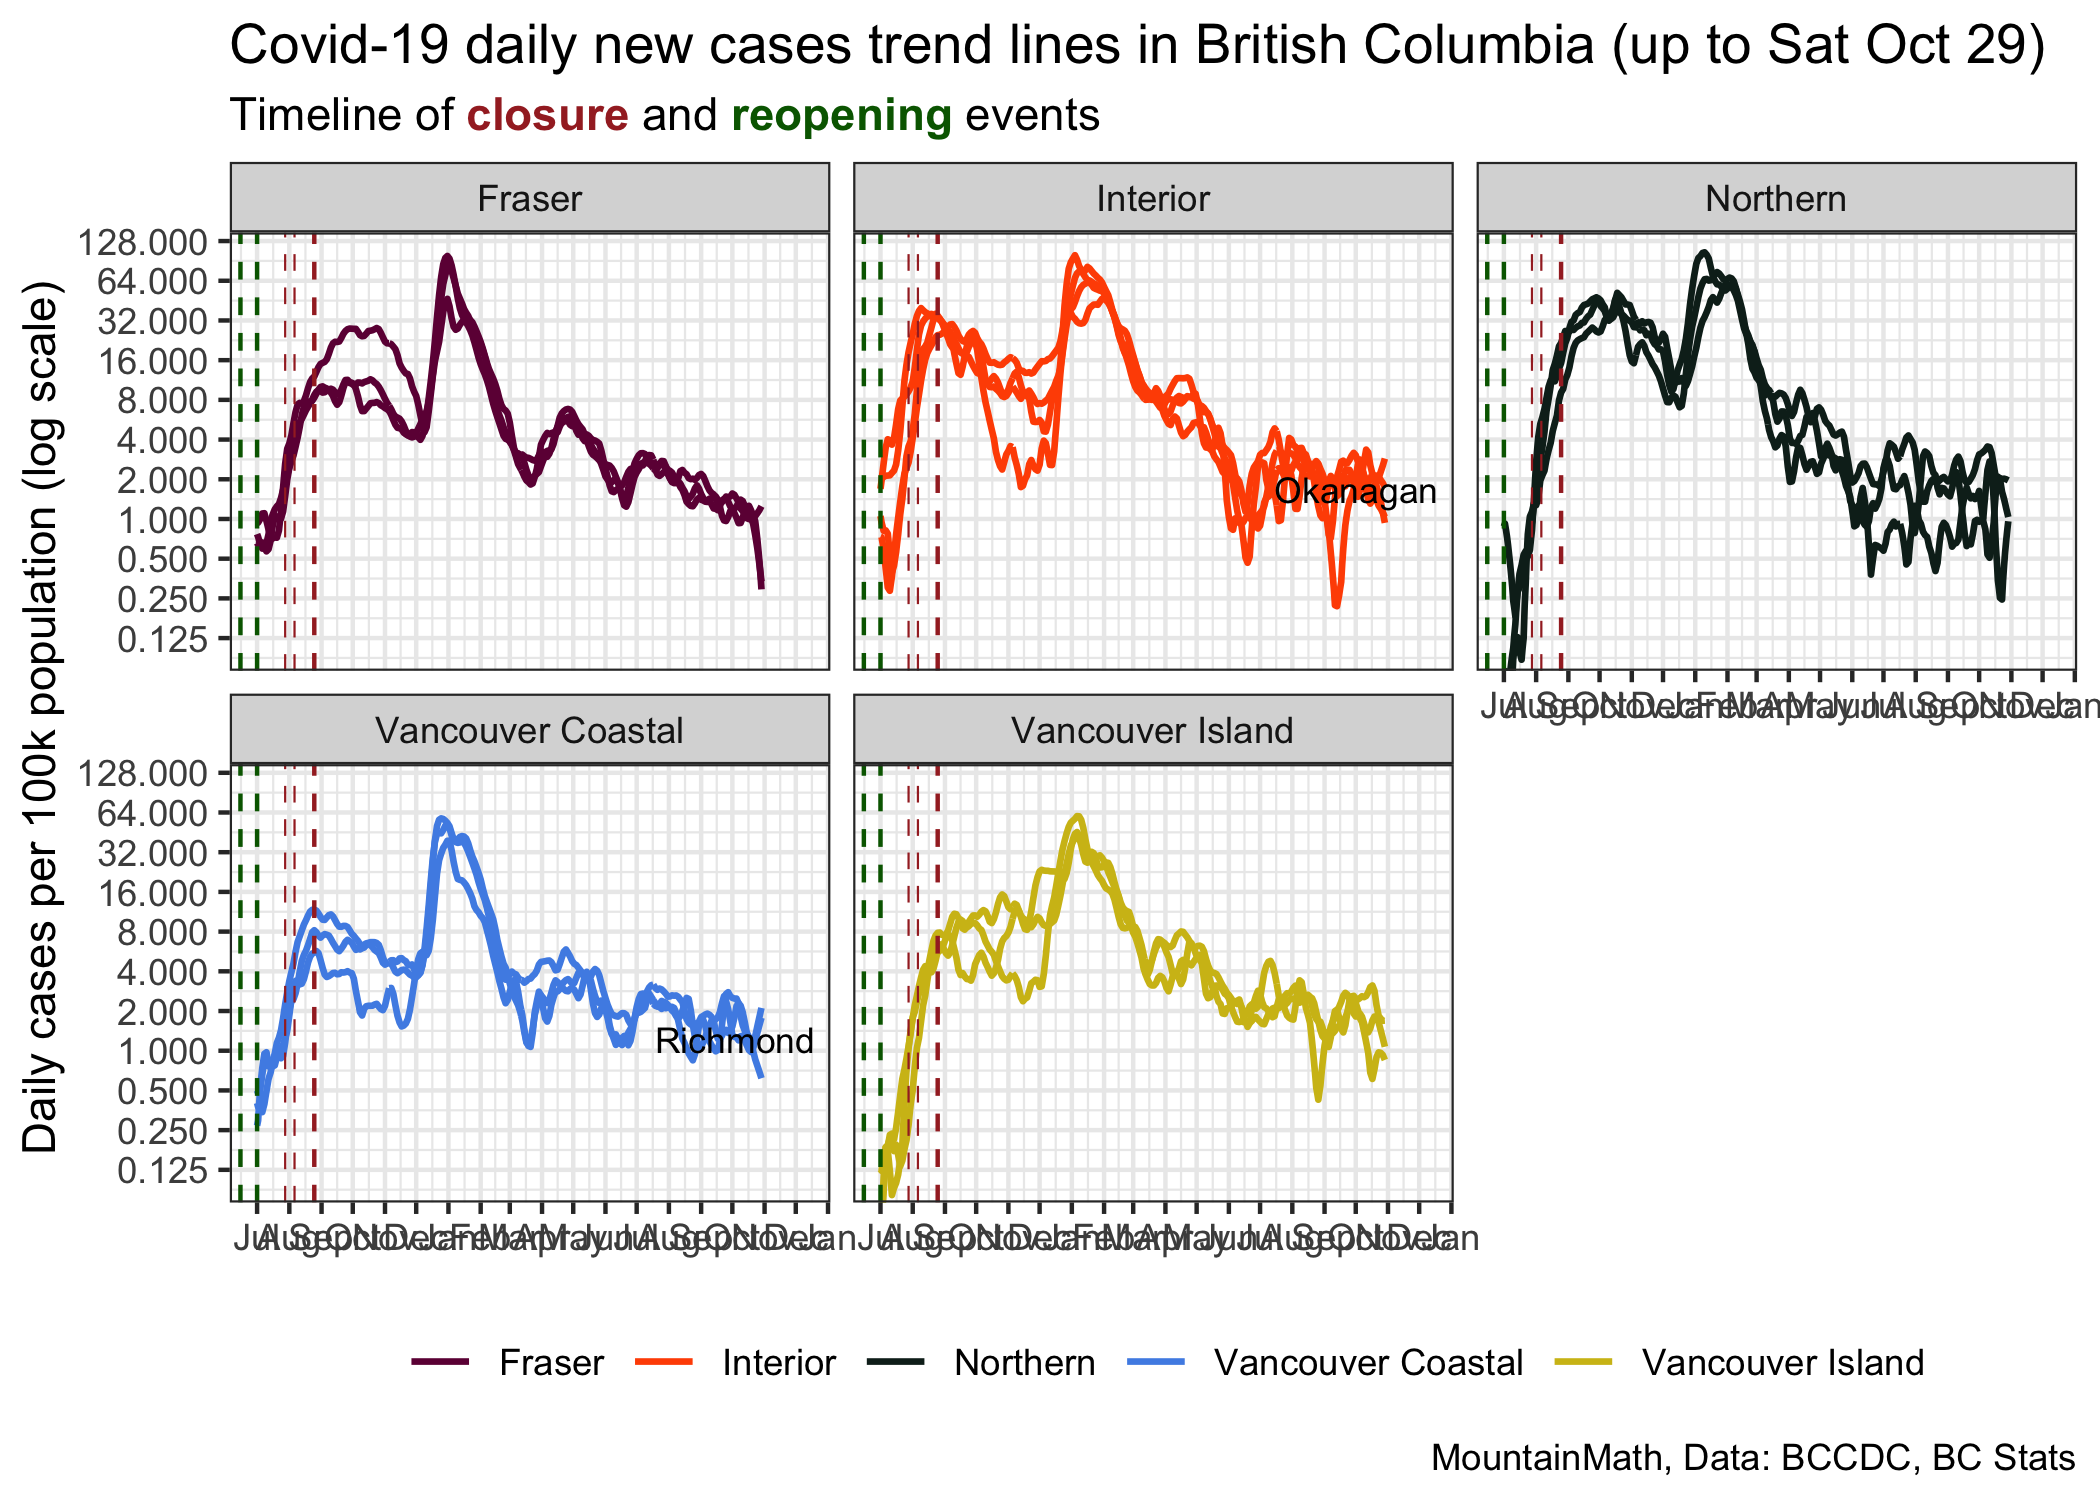 Covid-19 daily new cases trend lines in British Columbia (up to Sat Oct 29)
Timeline of closure and reopening events
Daily cases per 100k population (log scale)
Fraser
Interior
Northern
128.000
64.000
32.000
16.000
8.000
4.000
2.000
1.000
0.500
0.250
0.125
Okanagan
Vancouver Coastal
Vancouver Island
128.000
64.000
32.000
16.000
8.000
4.000
2.000
1.000
0.500
0.250
0.125
Richmond
Fraser
Interior
Northern
Vancouver Coastal
Vancouver Island
MountainMath, Data: BCCDC, BC Stats